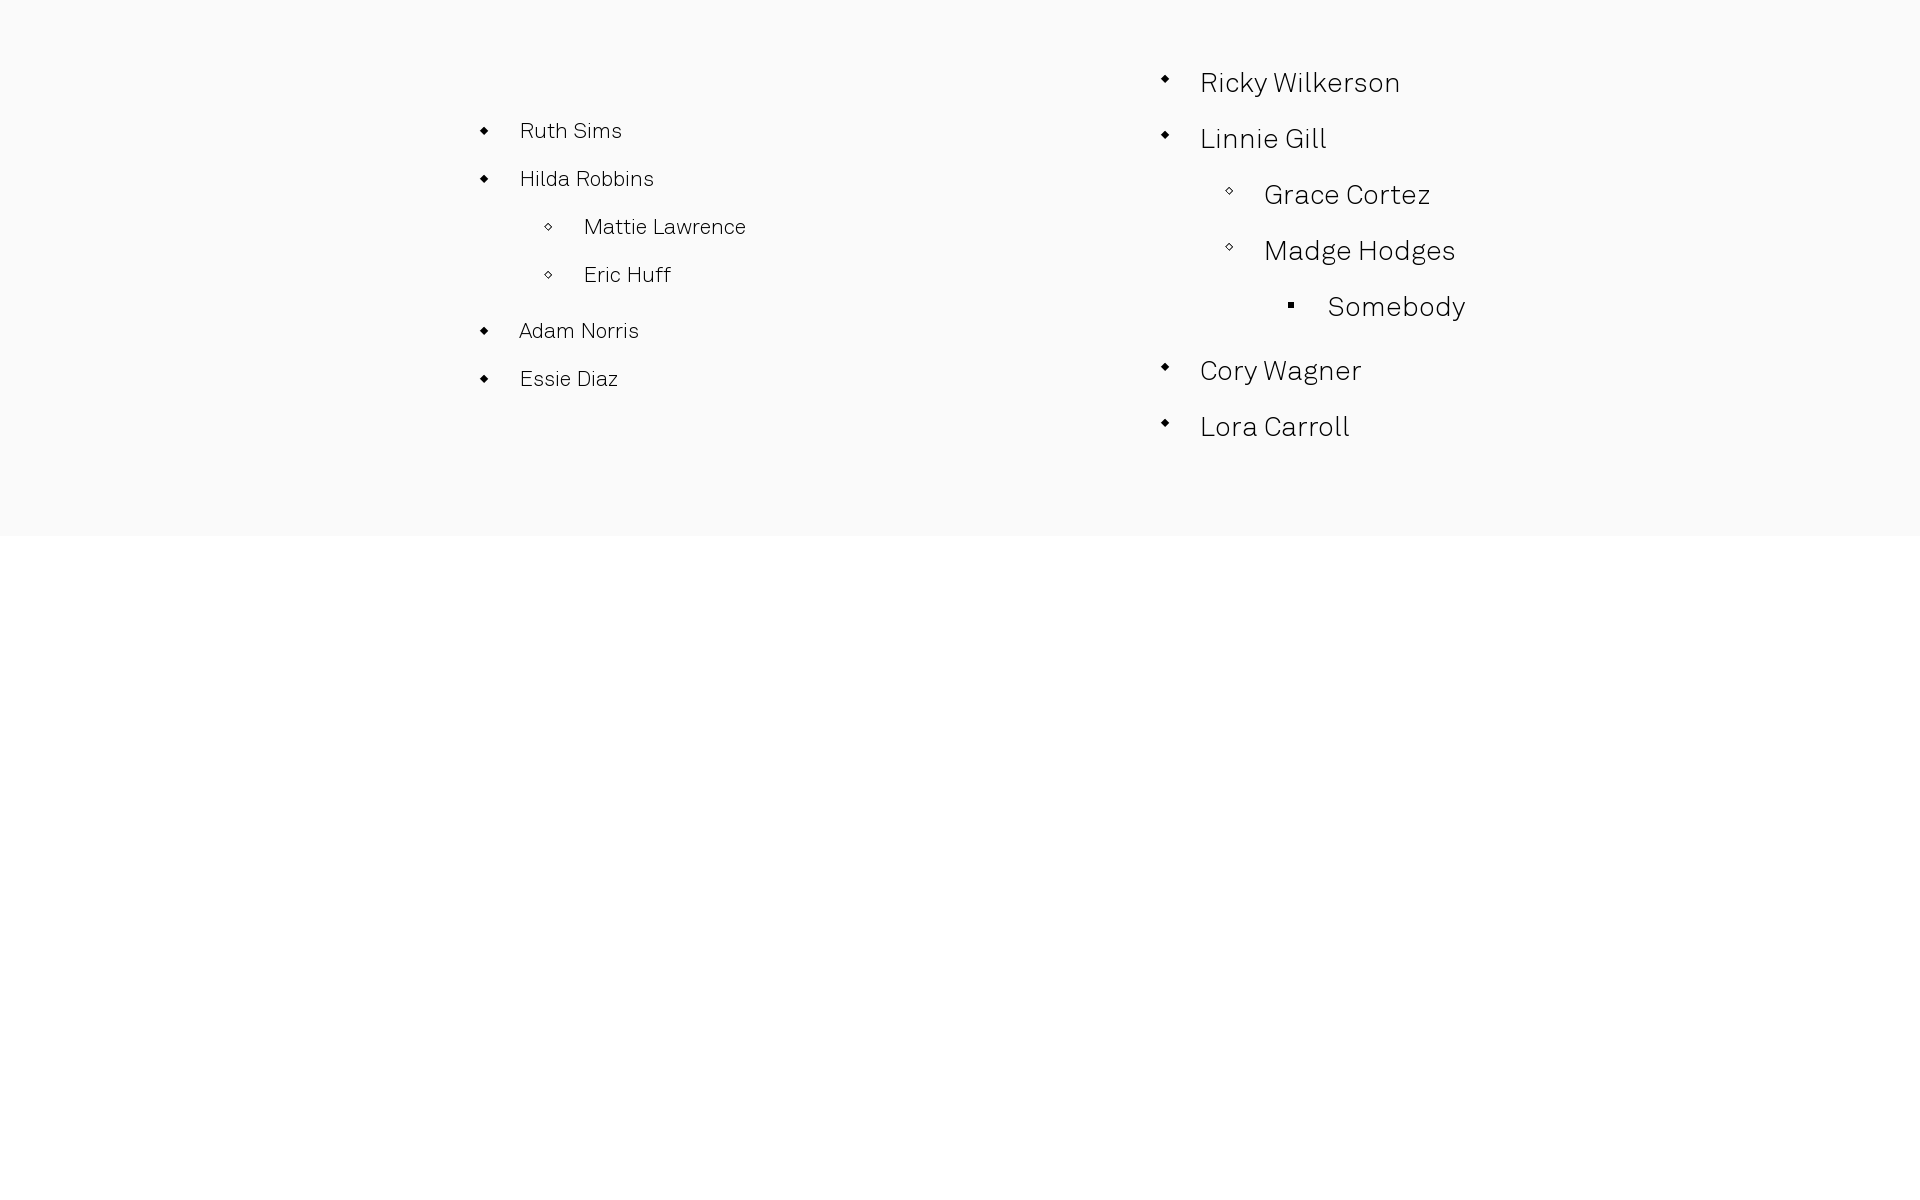 Ruth Sims
Hilda Robbins
Mattie Lawrence
Eric Huff
Adam Norris
Essie Diaz
Ricky Wilkerson
Linnie Gill
Grace Cortez
Madge Hodges
Somebody
Cory Wagner
Lora Carroll